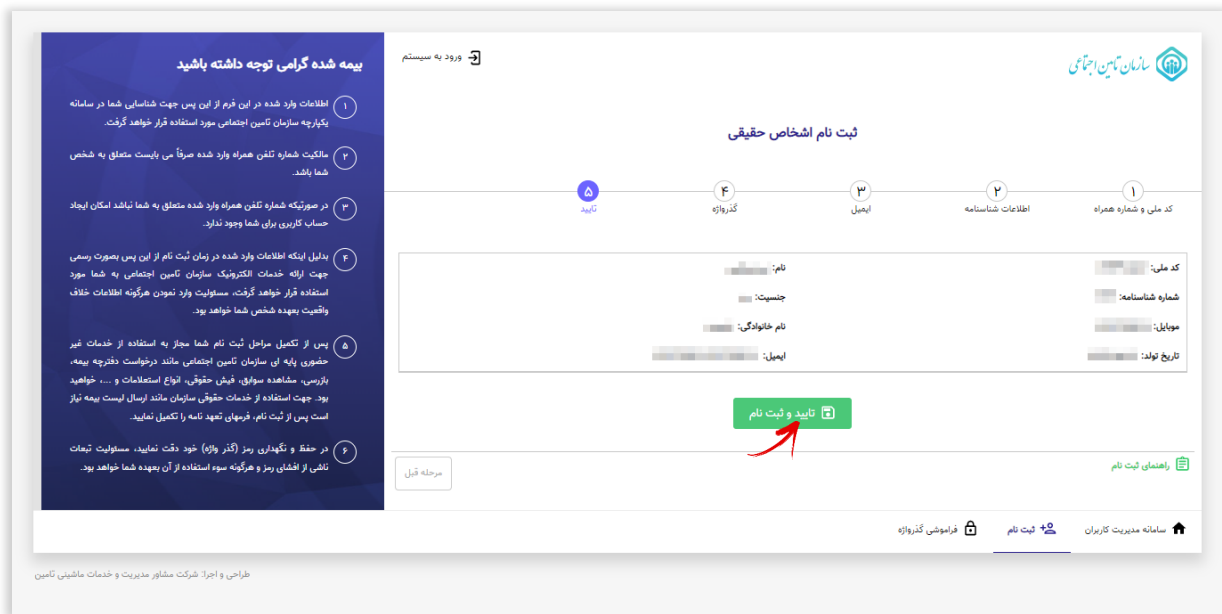 سازمان تأمین اجتماعی
ورود به سیستم
ثبت نام اشخاص حقیقی
۱
۲
۳
۴
۵
کد ملی و شماره همراه
اطلاعات شناسنامه
ایمیل
گذرواژه
تایید
کد ملی:
نام:
شماره شناسنامه:
جنسیت:
موبایل:
نام خانوادگی:
تاریخ تولد:
ایمیل:
تایید و ثبت نام
راهنمای ثبت نام
مرحله قبل
بیمه شده گرامی توجه داشته باشید
۱ اطلاعات وارد شده در این فرم از این پس جهت شناسایی شما در سامانه
یکپارچه سازمان تامین اجتماعی مورد استفاده قرار خواهد گرفت.
۲ مالکیت شماره تلفن همراه وارد شده صرفاً می بایست متعلق به شخص
شما باشد.
۳ در صورتیکه شماره تلفن همراه وارد شده متعلق به شما نباشد امکان ایجاد
حساب کاربری برای شما وجود ندارد.
۴ بدلیل اینکه اطلاعات وارد شده در زمان ثبت نام از این پس بصورت رسمی
جهت ارائه خدمات الکترونیک سازمان تامین اجتماعی به شما مورد
استفاده قرار خواهد گرفت، مسئولیت وارد نمودن هرگونه اطلاعات خلاف
واقعیت بعهده شخص شما خواهد بود.
۵ پس از تکمیل مراحل ثبت نام شما مجاز به استفاده از خدمات غیر
حضوری پایه ای سازمان تامین اجتماعی مانند درخواست دفترچه بیمه،
بازرسی، مشاهده سوابق، فیش حقوقی، انواع استعلامات و ...، خواهید
بود. جهت استفاده از خدمات حقوقی سازمان مانند ارسال لیست بیمه نیاز
است پس از ثبت نام، فرمهای تعهد نامه را تکمیل نمایید.
۶ در حفظ و نگهداری رمز (گذر واژه) خود دقت نمایید، مسئولیت تبعات
ناشی از افشای رمز و هرگونه سوء استفاده از آن بعهده شما خواهد بود.
سامانه مدیریت کاربران
ثبت نام
فراموشی گذرواژه
طراحی و اجرا: شرکت مشاور مدیریت و خدمات ماشینی تامین